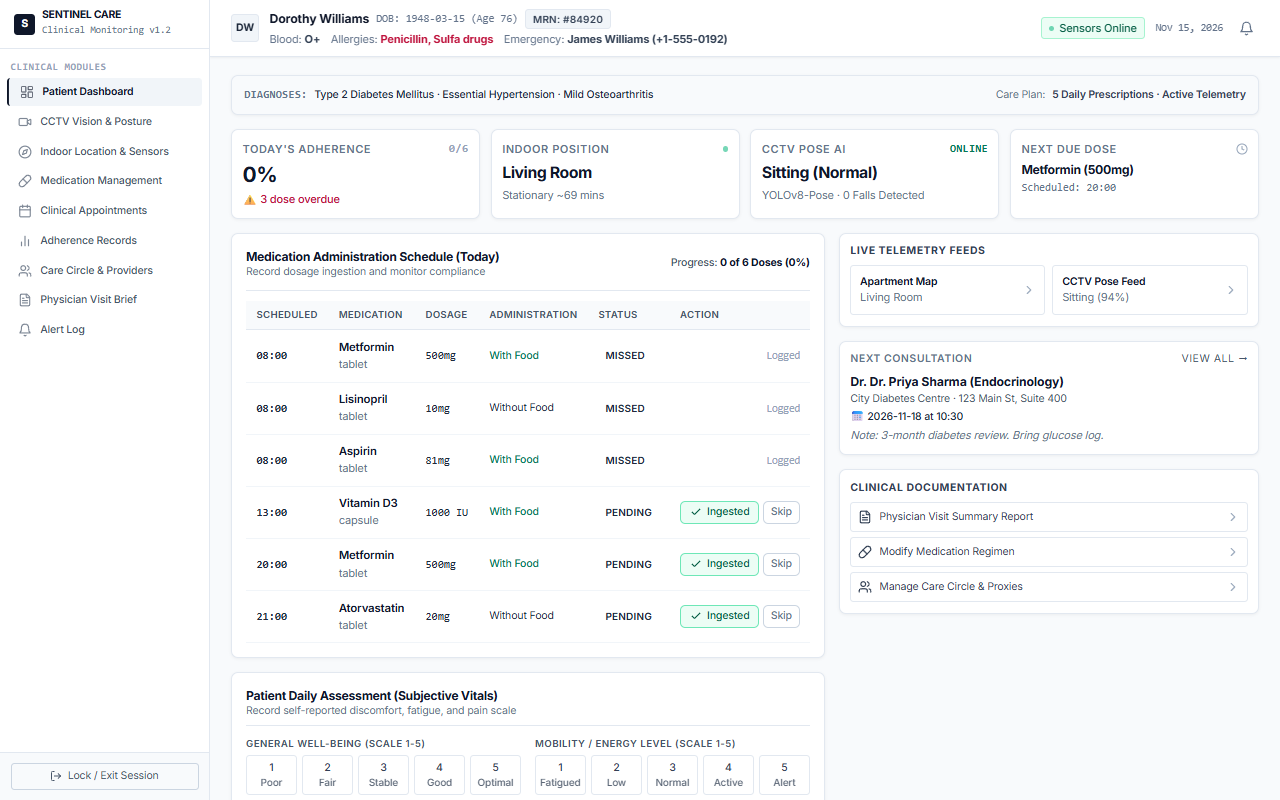 S
SENTINEL CARE
Clinical Monitoring v1.2
CLINICAL MODULES
Patient Dashboard
CCTV Vision & Posture
Indoor Location & Sensors
Medication Management
Clinical Appointments
Adherence Records
Care Circle & Providers
Physician Visit Brief
Alert Log
Lock / Exit Session
DW
Dorothy Williams DOB: 1948-03-15 (Age 76) MRN: #84920
Blood: O+ Allergies: Penicillin, Sulfa drugs Emergency: James Williams (+1-555-0192)
Sensors Online
Nov 15, 2026
DIAGNOSES: Type 2 Diabetes Mellitus · Essential Hypertension · Mild Osteoarthritis
Care Plan: 5 Daily Prescriptions · Active Telemetry
TODAY'S ADHERENCE 0/6
0%
3 dose overdue
INDOOR POSITION
Living Room
Stationary ~69 mins
CCTV POSE AI ONLINE
Sitting (Normal)
YOLOv8-Pose · 0 Falls Detected
NEXT DUE DOSE
Metformin (500mg)
Scheduled: 20:00
Medication Administration Schedule (Today)
Record dosage ingestion and monitor compliance
Progress: 0 of 6 Doses (0%)
SCHEDULED MEDICATION DOSAGE ADMINISTRATION STATUS ACTION
08:00 Metformin tablet 500mg With Food MISSED Logged
08:00 Lisinopril tablet 10mg Without Food MISSED Logged
08:00 Aspirin tablet 81mg With Food MISSED Logged
13:00 Vitamin D3 capsule 1000 IU With Food PENDING Ingested Skip
20:00 Metformin tablet 500mg With Food PENDING Ingested Skip
21:00 Atorvastatin tablet 20mg Without Food PENDING Ingested Skip
Patient Daily Assessment (Subjective Vitals)
Record self-reported discomfort, fatigue, and pain scale
GENERAL WELL-BEING (SCALE 1-5)
1 2 3 4 5
Poor Fair Stable Good Optimal
MOBILITY / ENERGY LEVEL (SCALE 1-5)
1 2 3 4 5
Fatigued Low Normal Active Alert
LIVE TELEMETRY FEEDS
Apartment Map
Living Room
CCTV Pose Feed
Sitting (94%)
NEXT CONSULTATION VIEW ALL →
Dr. Dr. Priya Sharma (Endocrinology)
City Diabetes Centre · 123 Main St, Suite 400
2026-11-18 at 10:30
Note: 3-month diabetes review. Bring glucose log.
CLINICAL DOCUMENTATION
Physician Visit Summary Report
Modify Medication Regimen
Manage Care Circle & Proxies